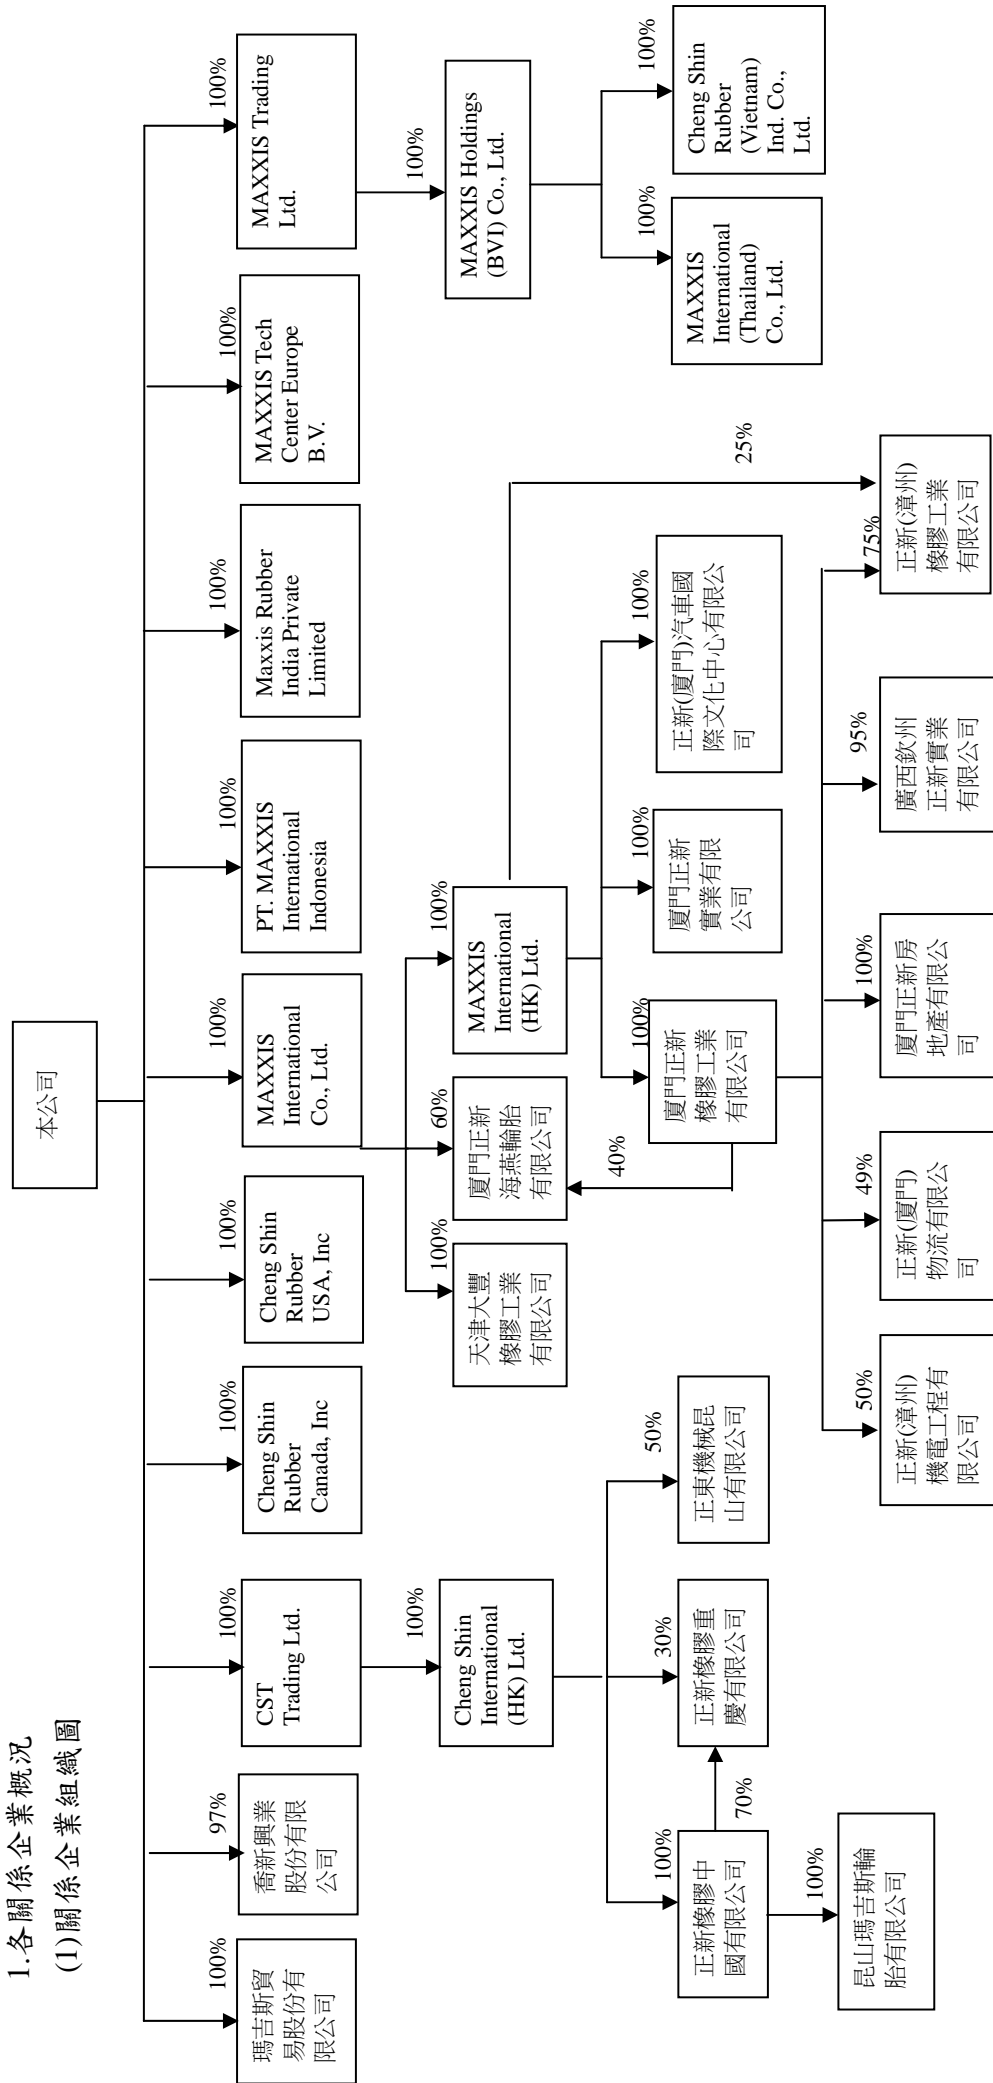 1.各關係企業概況
(1)關係企業組織圖
本公司
100%
瑪吉斯貿
易股份有
限公司
97%
喬新興業
股份有限
公司
100%
CST
Trading Ltd.
100%
Cheng Shin
Rubber
Canada, Inc
100%
Cheng Shin
Rubber
USA, Inc
100%
MAXXIS
International
Co., Ltd.
100%
PT. MAXXIS
International
Indonesia
100%
Maxxis Rubber
India Private
Limited
100%
MAXXIS Tech
Center Europe
B.V.
100%
MAXXIS Trading
Ltd.
100%
Cheng Shin
International
(HK) Ltd.
100%
天津大豐
橡膠工業
有限公司
60%
廈門正新
海燕輪胎
有限公司
100%
MAXXIS
International
(HK) Ltd.
100%
MAXXIS Holdings
(BVI) Co., Ltd.
100%
正新橡膠中
國有限公司
70%
30%
正新橡膠重
慶有限公司
50%
正東機械昆
山有限公司
40%
100%
廈門正新
橡膠工業
有限公司
100%
廈門正新
實業有限
公司
100%
正新(廈門)汽車國
際文化中心有限公
司
25%
100%
MAXXIS
International
(Thailand)
Co., Ltd.
100%
Cheng Shin
Rubber
(Vietnam)
Ind. Co.,
Ltd.
100%
昆山瑪吉斯輪
胎有限公司
50%
正新(漳州)
機電工程有
限公司
49%
正新(廈門)
物流有限公
司
100%
廈門正新房
地產有限公
司
95%
廣西欽州
正新實業
有限公司
75%
正新(漳州)
橡膠工業
有限公司